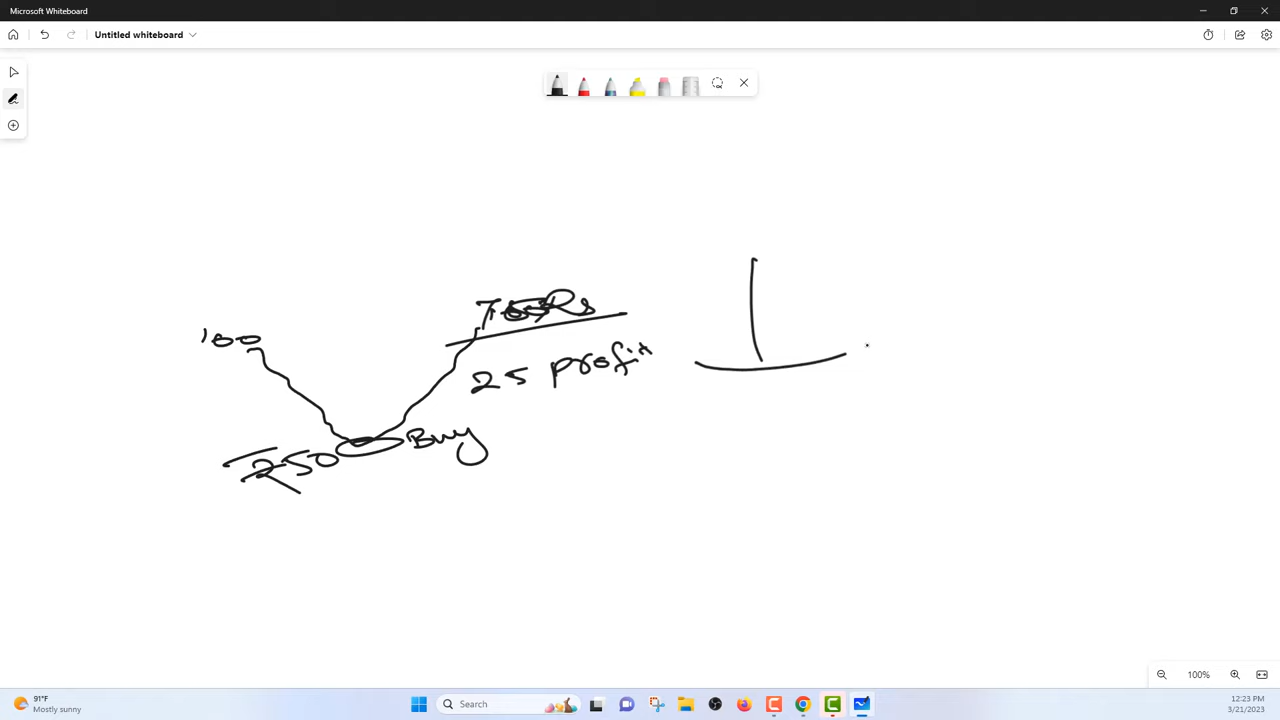 Microsoft Whiteboard
Untitled whiteboard
100
25 profit
Buy
250
100%
91°F
Mostly sunny
Search
12:23 PM
3/21/2023